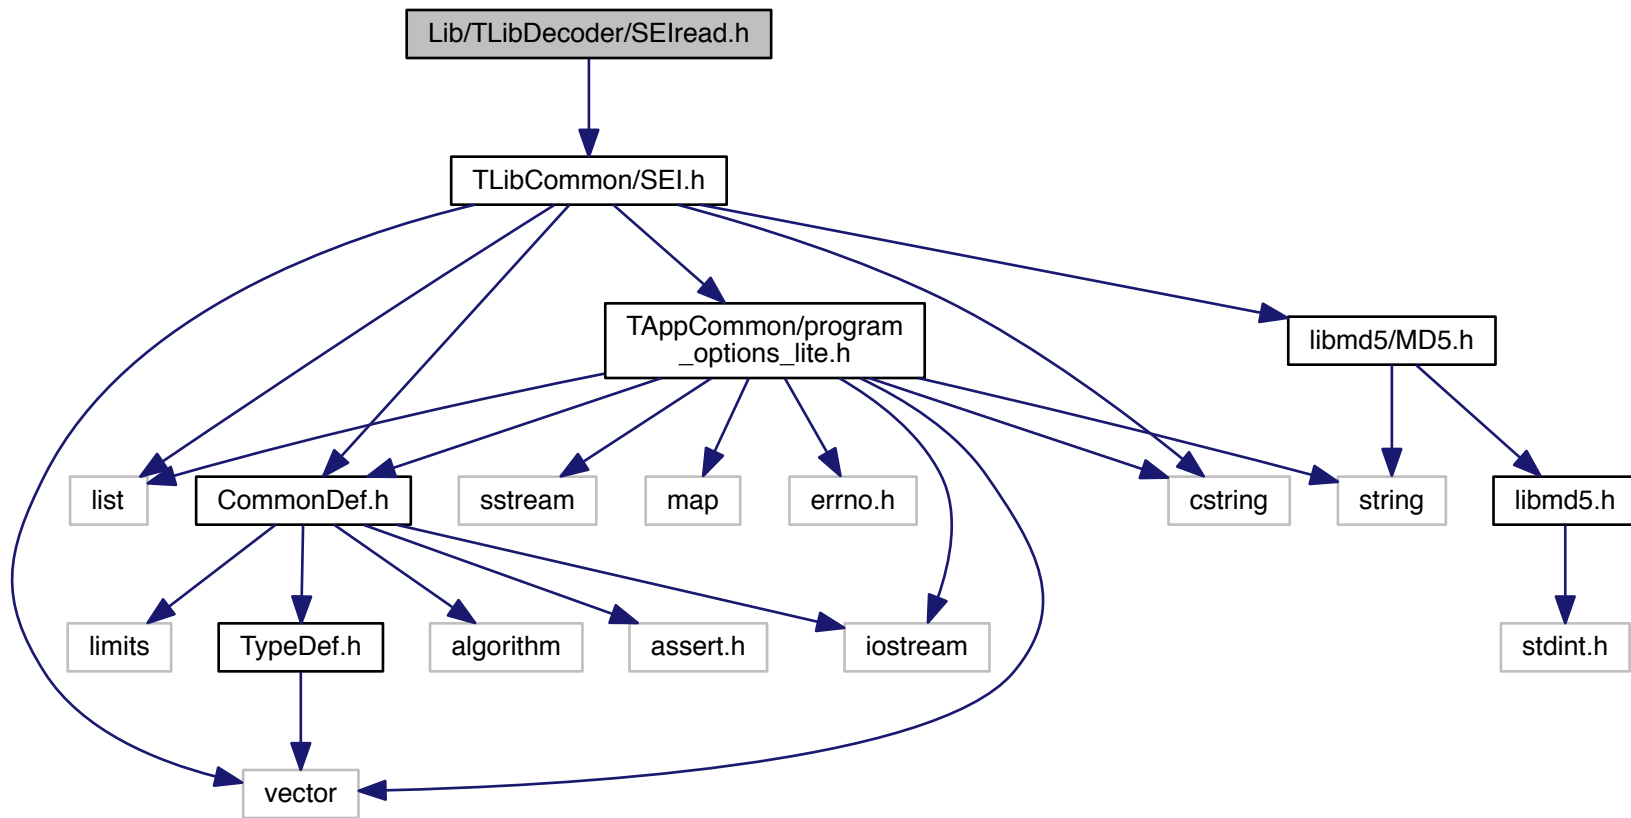 Lib/TLibDecoder/SEIread.h
TLibCommon/SEI.h
TAppCommon/program
_options_lite.h
libmd5/MD5.h
list
CommonDef.h
sstream
map
errno.h
cstring
string
libmd5.h
limits
TypeDef.h
algorithm
assert.h
iostream
stdint.h
vector